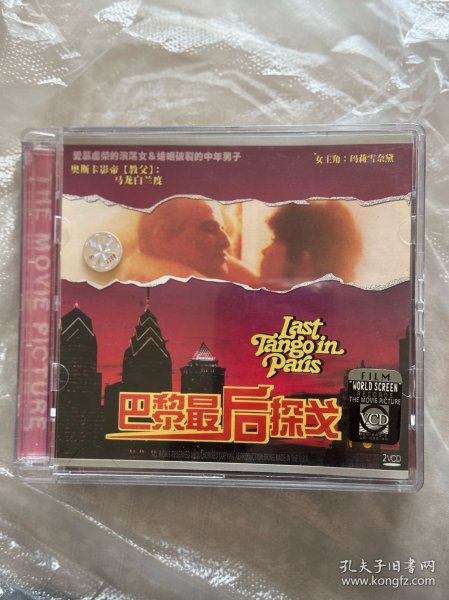 爱慕虚荣的浪荡女&婚姻破裂的中年男子
奥斯卡影帝【教父】:
马龙白兰度
女主角:玛莉雪奈黛
THE MOVIE PICTURE
Last
Tango in
Paris
巴黎最后探戈
FILM
WORLD SCREEN
RECORDS
THE MOVIE PICTURE
VCD
2VCD
孔夫子旧书网
www.kongfz.com